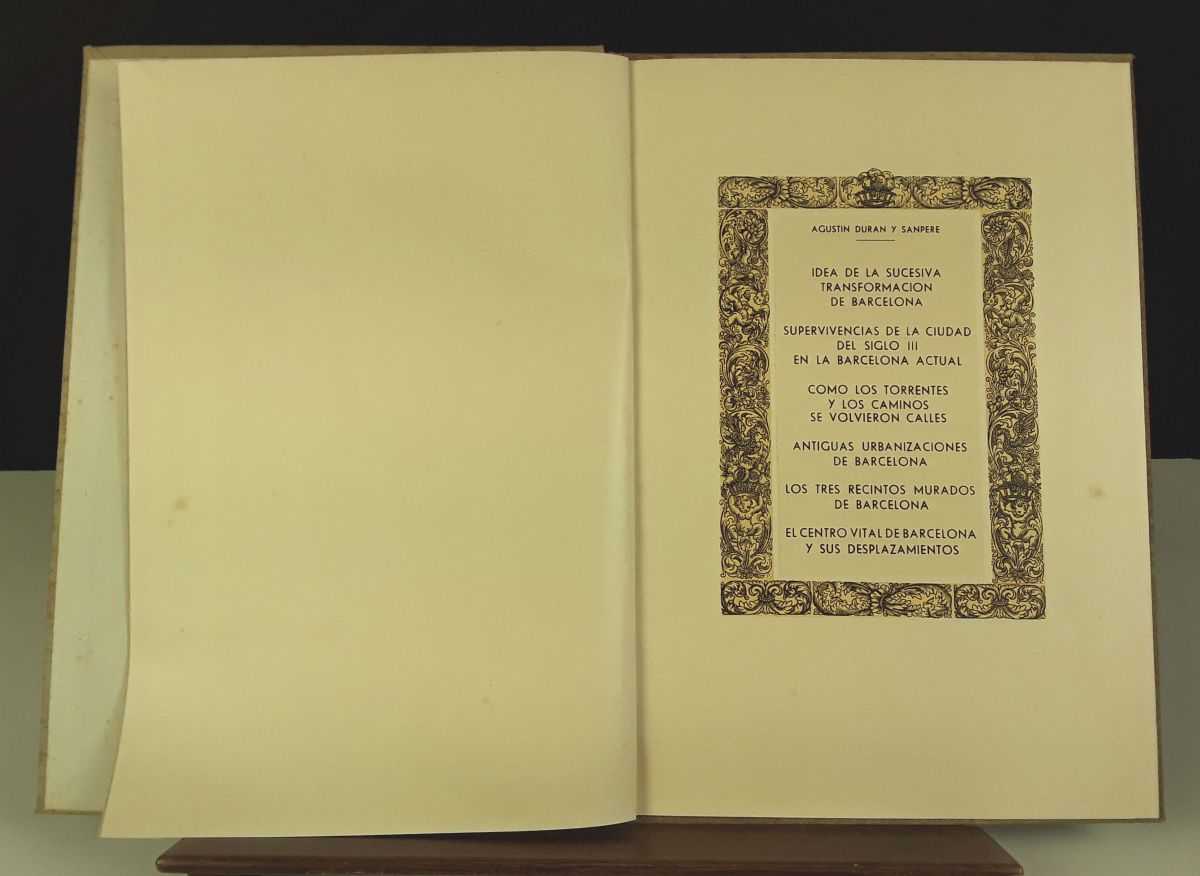 AGUSTIN DURAN Y SANPERE
IDEA DE LA SUCESIVA
TRANSFORMACION
DE BARCELONA
SUPERVIVENCIAS DE LA CIUDAD
DEL SIGLO III
EN LA BARCELONA ACTUAL
COMO LOS TORRENTES
Y LOS CAMINOS
SE VOLVIERON CALLES
ANTIGUAS URBANIZACIONES
DE BARCELONA
LOS TRES RECINTOS MURADOS
DE BARCELONA
EL CENTRO VITAL DE BARCELONA
Y SUS DESPLAZAMIENTOS